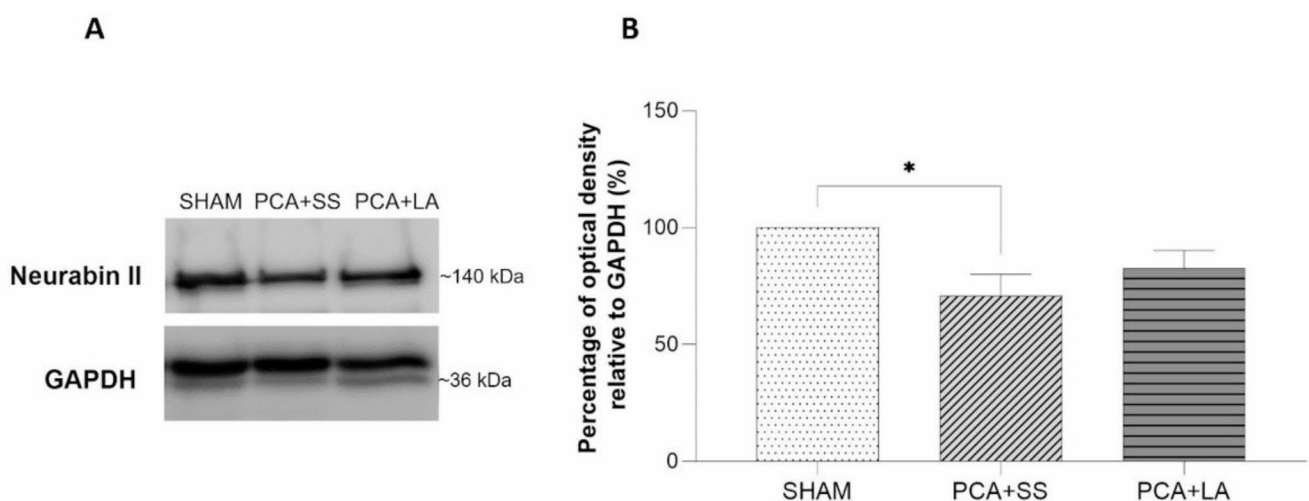 A
SHAM PCA+SS PCA+LA
Neurabin II
~140 kDa
GAPDH
~36 kDa
B
Percentage of optical density
relative to GAPDH (%)
150
100
50
0
*
SHAM
PCA+SS
PCA+LA